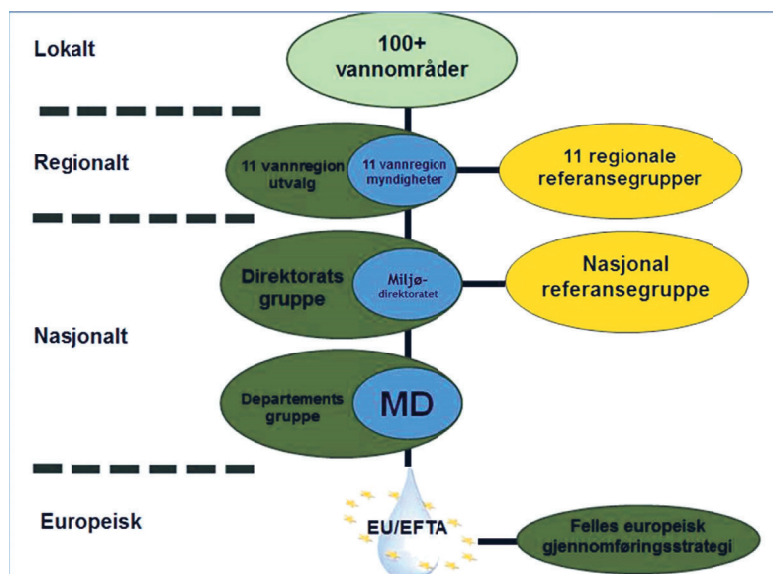 Lokalt
100+
vannområder
Regionalt
11 vannregion
utvalg
11 vannregion
myndigheter
11 regionale
referansegrupper
Nasjonalt
Direktorats
gruppe
Miljø-
direktoratet
Nasjonal
referansegruppe
Departements
gruppe
MD
Europeisk
EU/EFTA
Felles europeisk
gjennomføringsstrategi